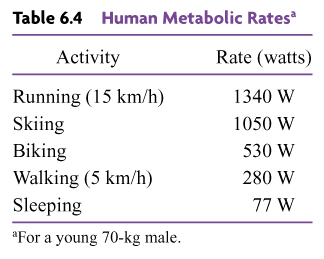 Table 6.4 Human Metabolic Ratesᵃ
Activity Rate (watts)
Running (15 km/h) 1340 W
Skiing 1050 W
Biking 530 W
Walking (5 km/h) 280 W
Sleeping 77 W
ᵃFor a young 70-kg male.